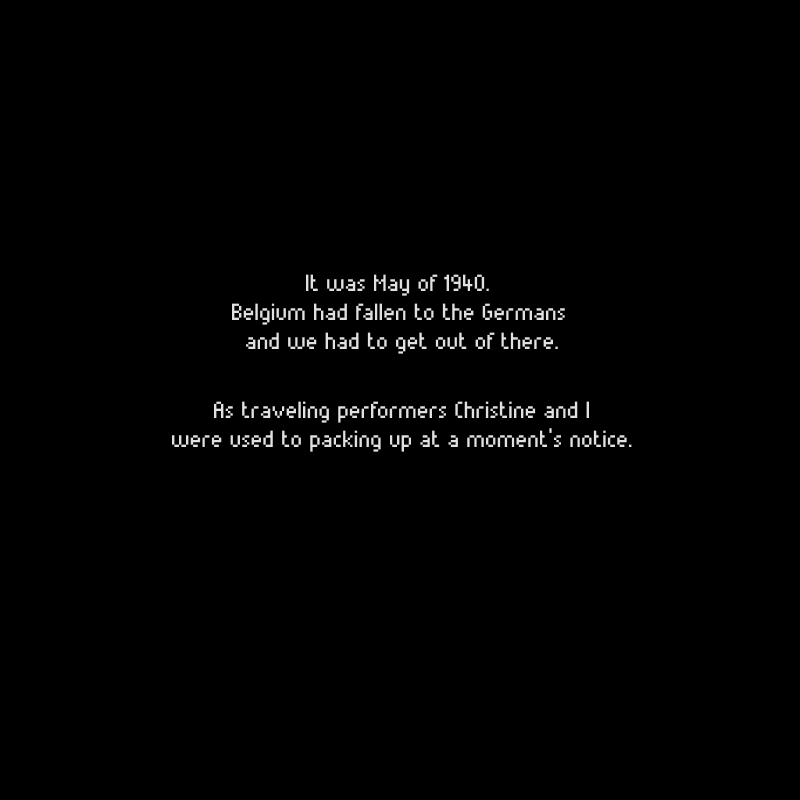 It was May of 1940.
Belgium had fallen to the Germans
and we had to get out of there.
As traveling performers Christine and I
were used to packing up at a moment's notice.